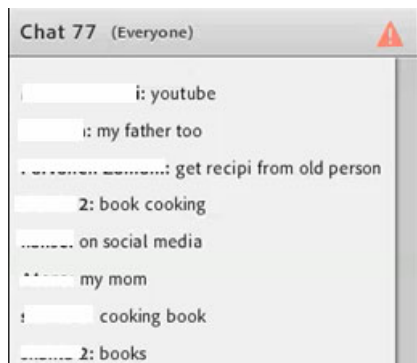 Chat 77 (Everyone)
i: youtube
: my father too
: get recipi from old person
2: book cooking
on social media
my mom
cooking book
2: books